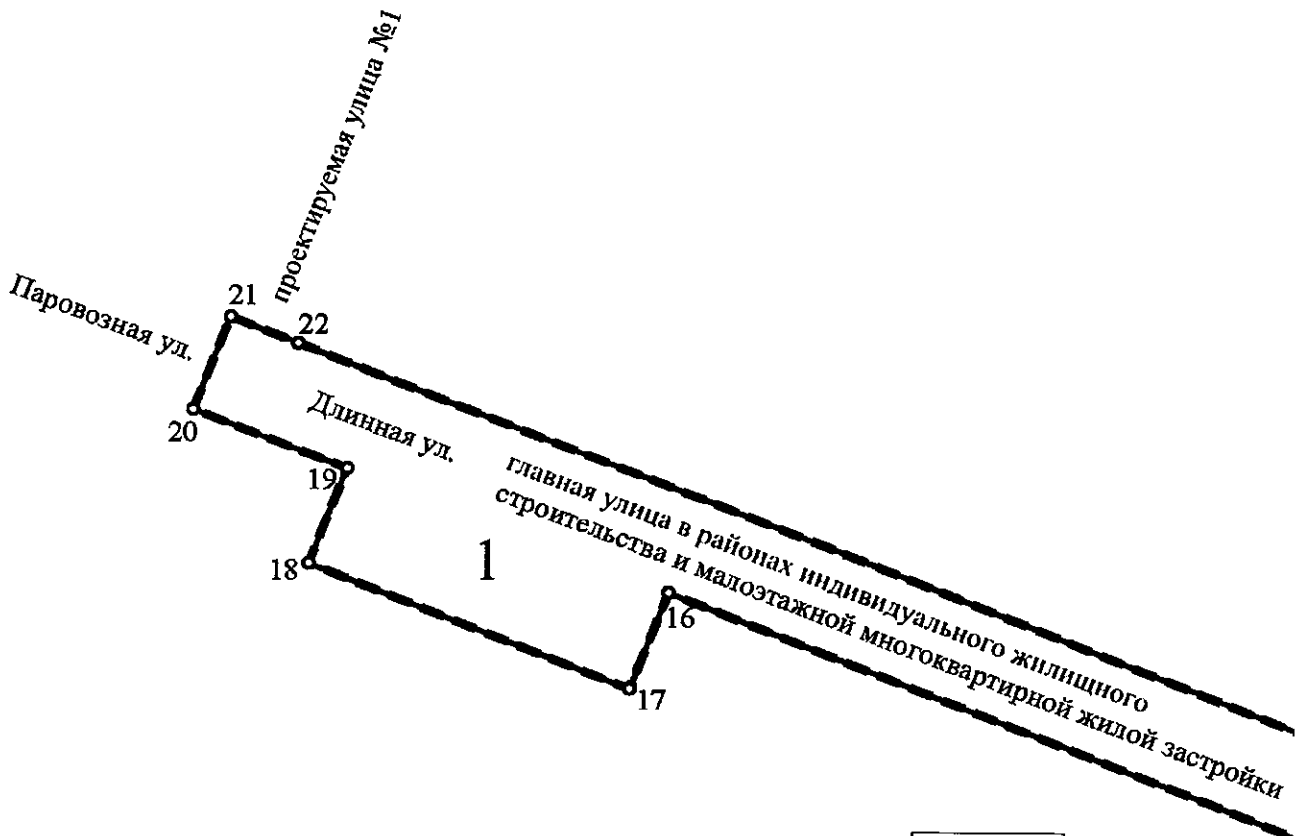 проектируемая улица №1
Паровозная ул.
21
22
20
Длинная ул.
19
главная улица в районах индивидуального жилищного
строительства и малоэтажной многоквартирной жилой застройки
18
1
16
17